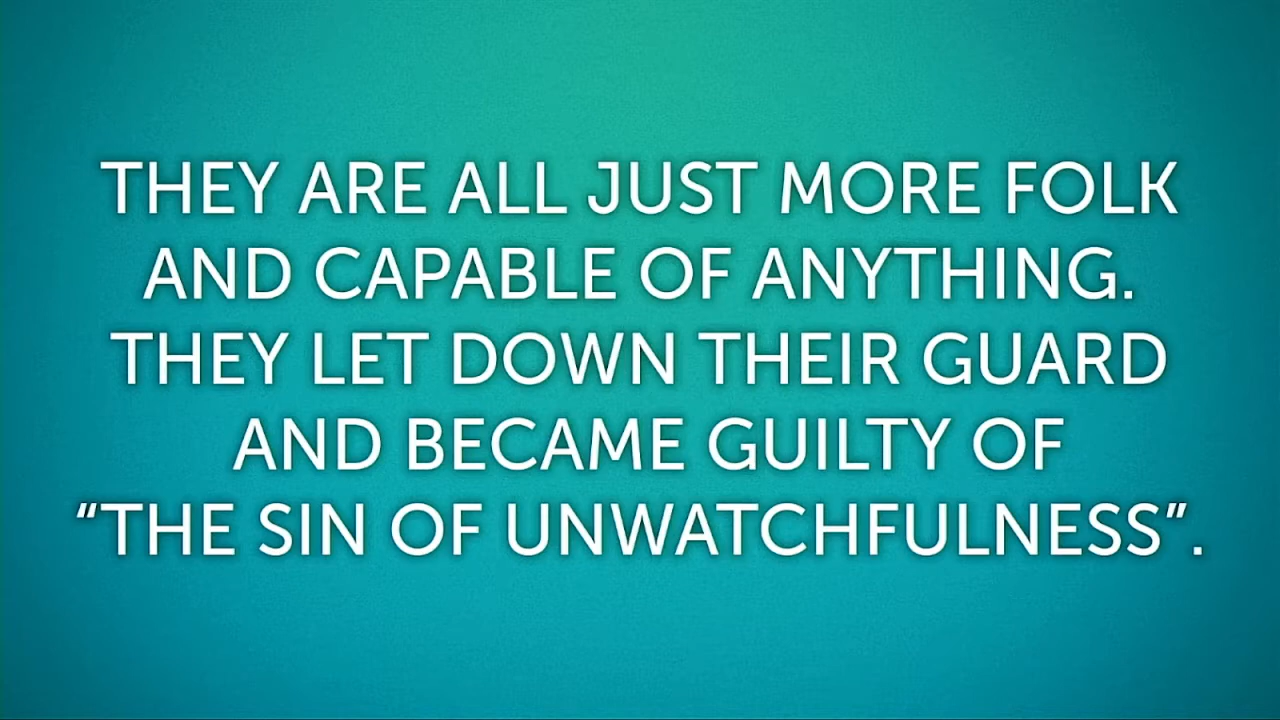 THEY ARE ALL JUST MORE FOLK
AND CAPABLE OF ANYTHING.
THEY LET DOWN THEIR GUARD
AND BECAME GUILTY OF
“THE SIN OF UNWATCHFULNESS”.